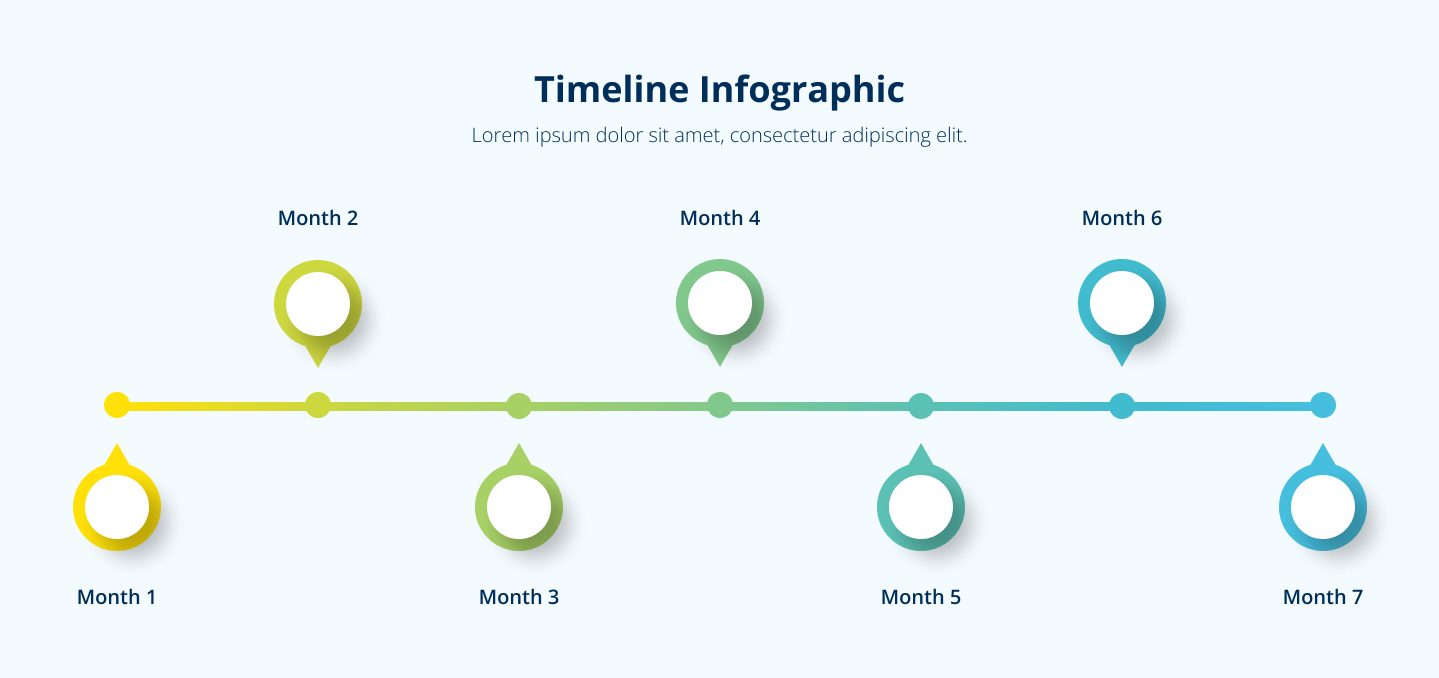 Timeline Infographic
Lorem ipsum dolor sit amet, consectetur adipiscing elit.
Month 2
Month 4
Month 6
Month 1
Month 3
Month 5
Month 7